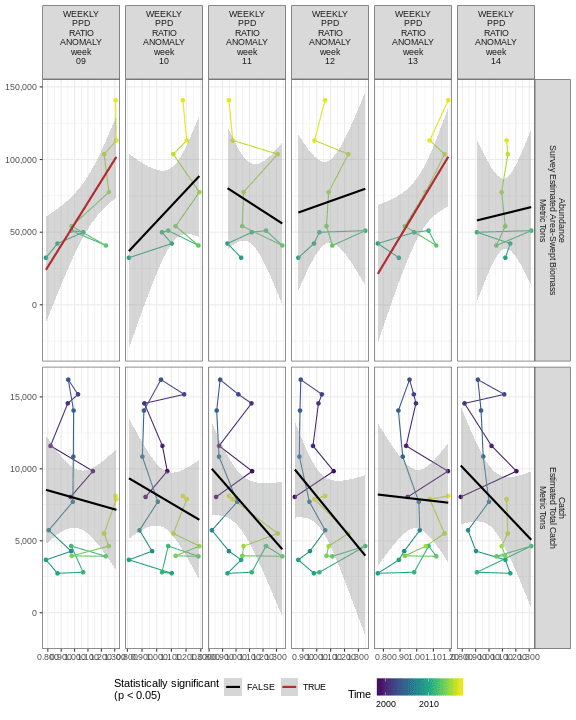 WEEKLY
PPD
RATIO
ANOMALY
week
09
WEEKLY
PPD
RATIO
ANOMALY
week
10
WEEKLY
PPD
RATIO
ANOMALY
week
11
WEEKLY
PPD
RATIO
ANOMALY
week
12
WEEKLY
PPD
RATIO
ANOMALY
week
13
WEEKLY
PPD
RATIO
ANOMALY
week
14
150,000
100,000
50,000
0
Abundance
Survey Estimated Area-Swept Biomass
Metric Tons
15,000
10,000
5,000
0
Catch
Estimated Total Catch
Metric Tons
Statistically significant
(p < 0.05)
FALSE
TRUE
Time
2000
2010